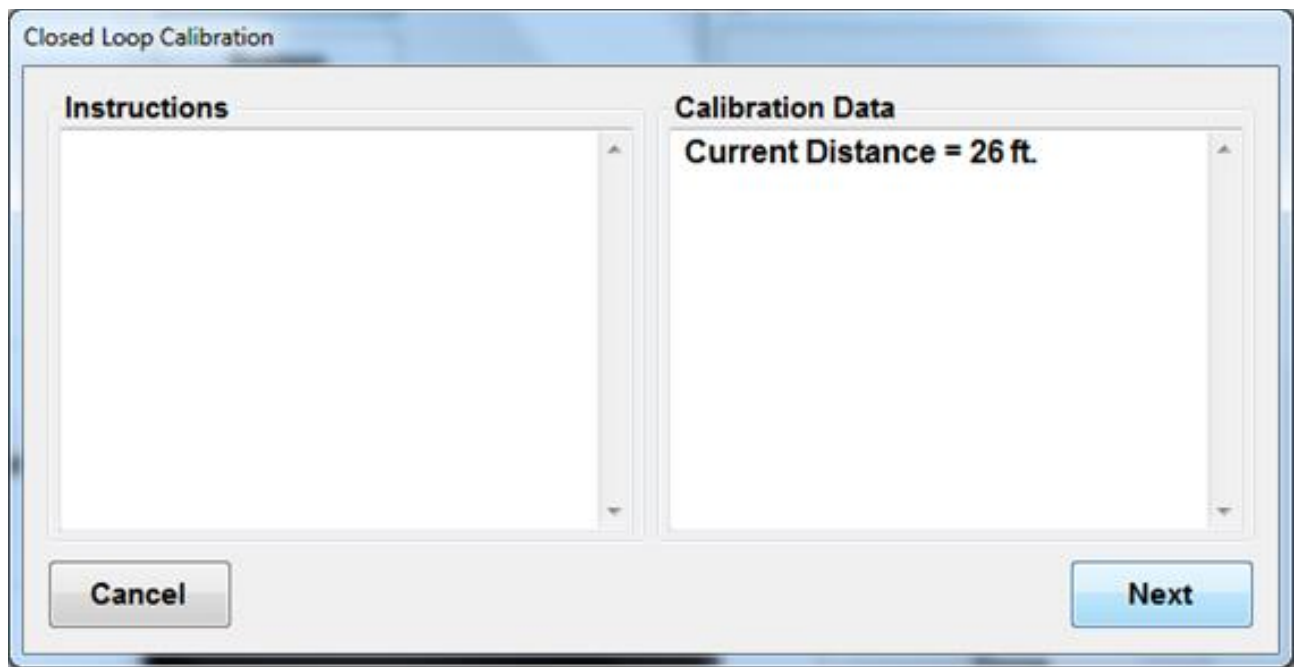 Closed Loop Calibration
Instructions
Calibration Data
Current Distance = 26 ft.
Cancel
Next